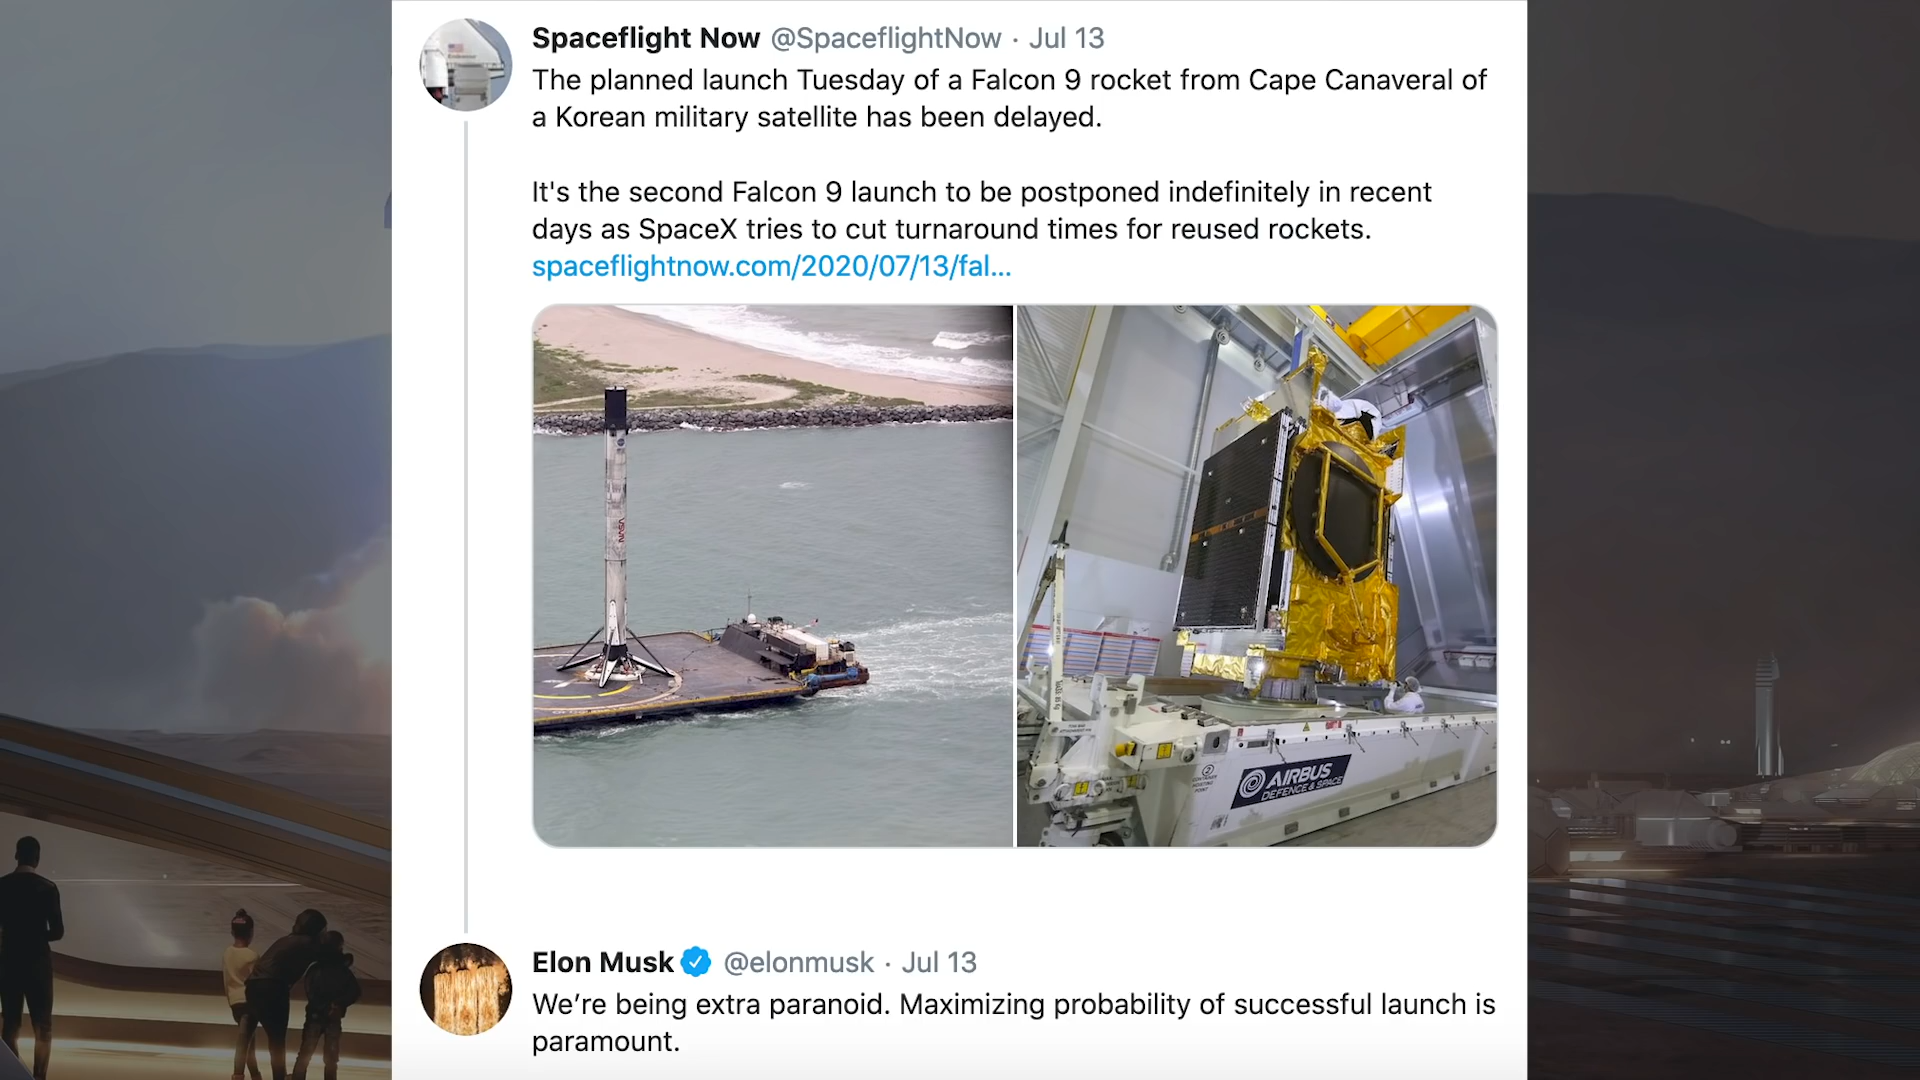 Spaceflight Now @SpaceflightNow · Jul 13
The planned launch Tuesday of a Falcon 9 rocket from Cape Canaveral of
a Korean military satellite has been delayed.
It's the second Falcon 9 launch to be postponed indefinitely in recent
days as SpaceX tries to cut turnaround times for reused rockets.
spaceflightnow.com/2020/07/13/fal...
AIRBUS
DEFENCE & SPACE
Elon Musk @elonmusk · Jul 13
We’re being extra paranoid. Maximizing probability of successful launch is
paramount.